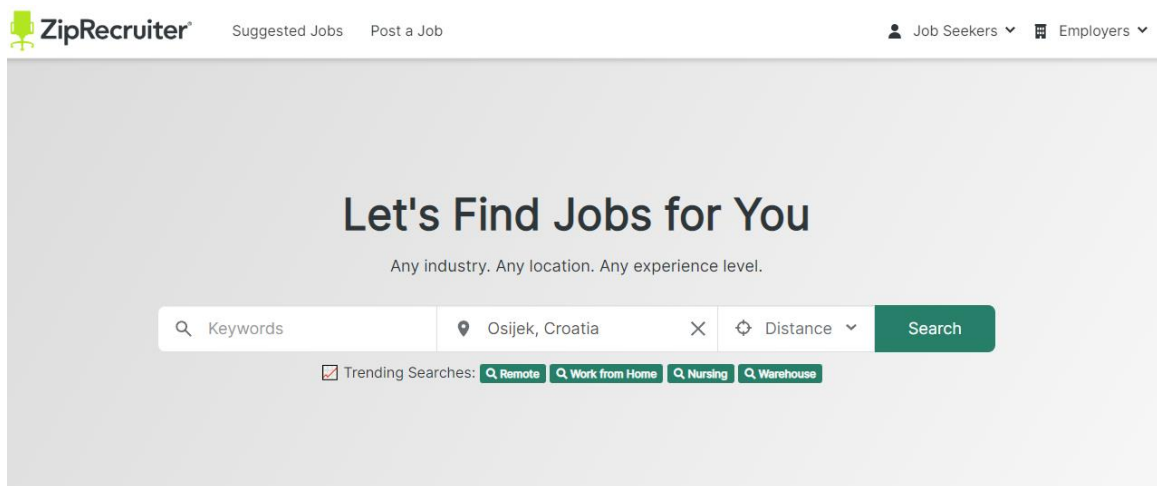 ZipRecruiter® Suggested Jobs Post a Job Job Seekers Employers
Let's Find Jobs for You
Any industry. Any location. Any experience level.
Keywords Osijek, Croatia Distance Search
Trending Searches: Remote Work from Home Nursing Warehouse